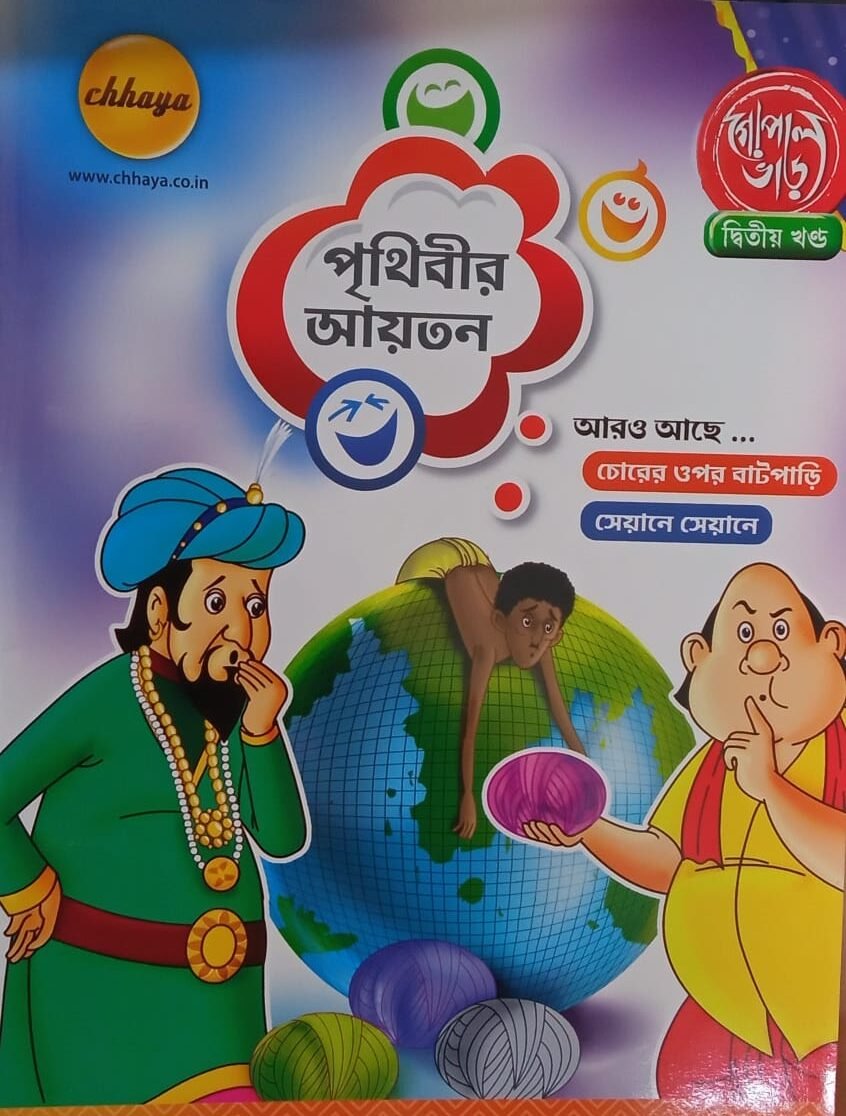 chhaya
www.chhaya.co.in
গোপাল
ভাঁড়
দ্বিতীয় খণ্ড
পৃথিবীর
আয়তন
আরও আছে ...
চোরের ওপর বাটপাড়ি
সেয়ানে সেয়ানে